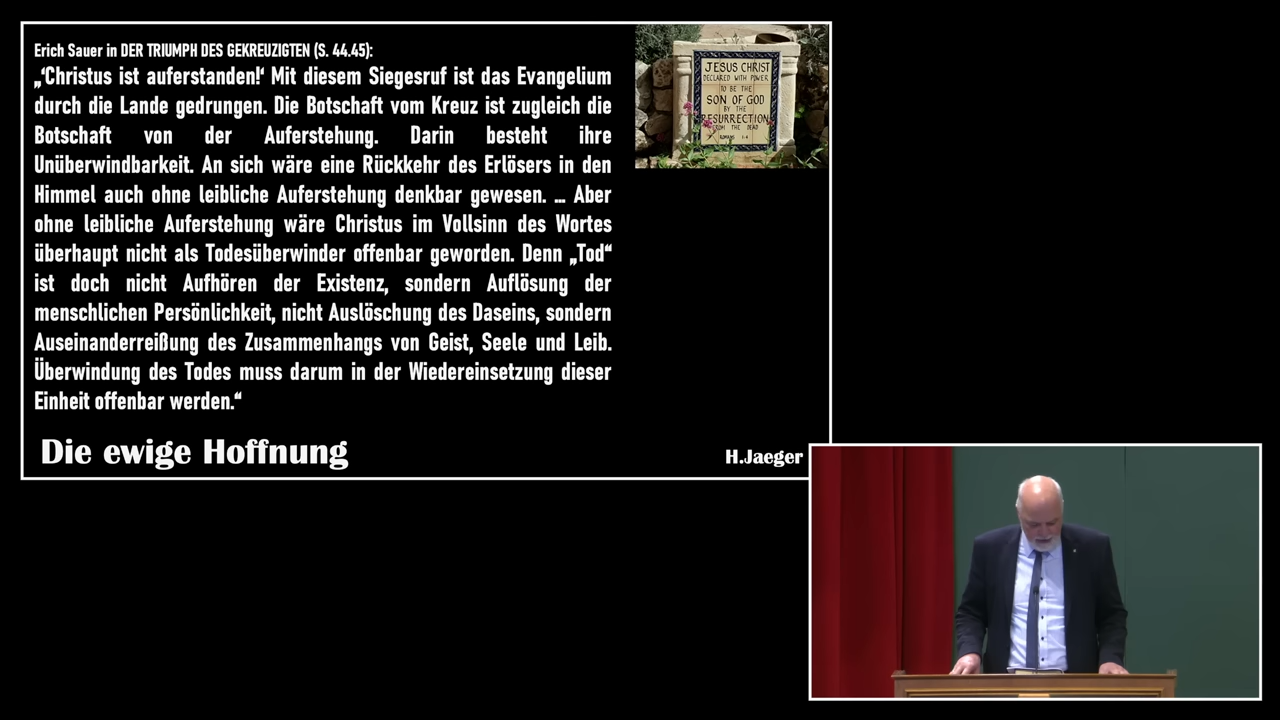 Erich Sauer in DER TRIUMPH DES GEKREUZIGTEN (S. 44.45):
„'Christus ist auferstanden!' Mit diesem Siegesruf ist das Evangelium
durch die Lande gedrungen. Die Botschaft vom Kreuz ist zugleich die
Botschaft von der Auferstehung. Darin besteht ihre
Unüberwindbarkeit. An sich wäre eine Rückkehr des Erlösers in den
Himmel auch ohne leibliche Auferstehung denkbar gewesen. ... Aber
ohne leibliche Auferstehung wäre Christus im Vollsinn des Wortes
überhaupt nicht als Todesüberwinder offenbar geworden. Denn „Tod“
ist doch nicht Aufhören der Existenz, sondern Auflösung der
menschlichen Persönlichkeit, nicht Auslöschung des Daseins, sondern
Auseinanderreißung des Zusammenhangs von Geist, Seele und Leib.
Überwindung des Todes muss darum in der Wiedereinsetzung dieser
Einheit offenbar werden.“
JESUS CHRIST
DECLARED WITH POWER
TO BE THE
SON OF GOD
BY THE
RESURRECTION
FROM THE DEAD
ROMANS 1:4
Die ewige Hoffnung
H.Jaeger